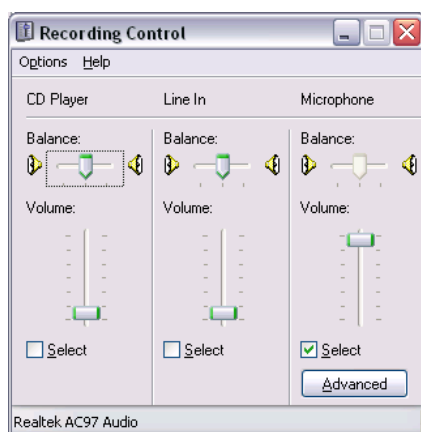 Recording Control
Options Help
CD Player Line In Microphone
Balance: Balance: Balance:
Volume: Volume: Volume:
Select Select Select
Advanced
Realtek AC97 Audio